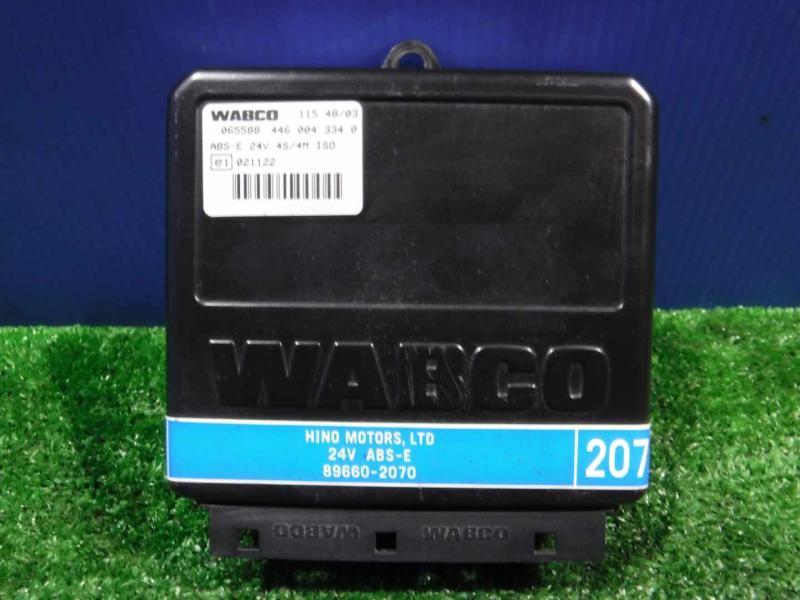 WABCO 115 48/03
065588 446 004 334 0
ABS-E 24V 4S/4M ISO
e1 021122
WABCO
HINO MOTORS, LTD
24V ABS-E
89660-2070
207
WABCO WABCO